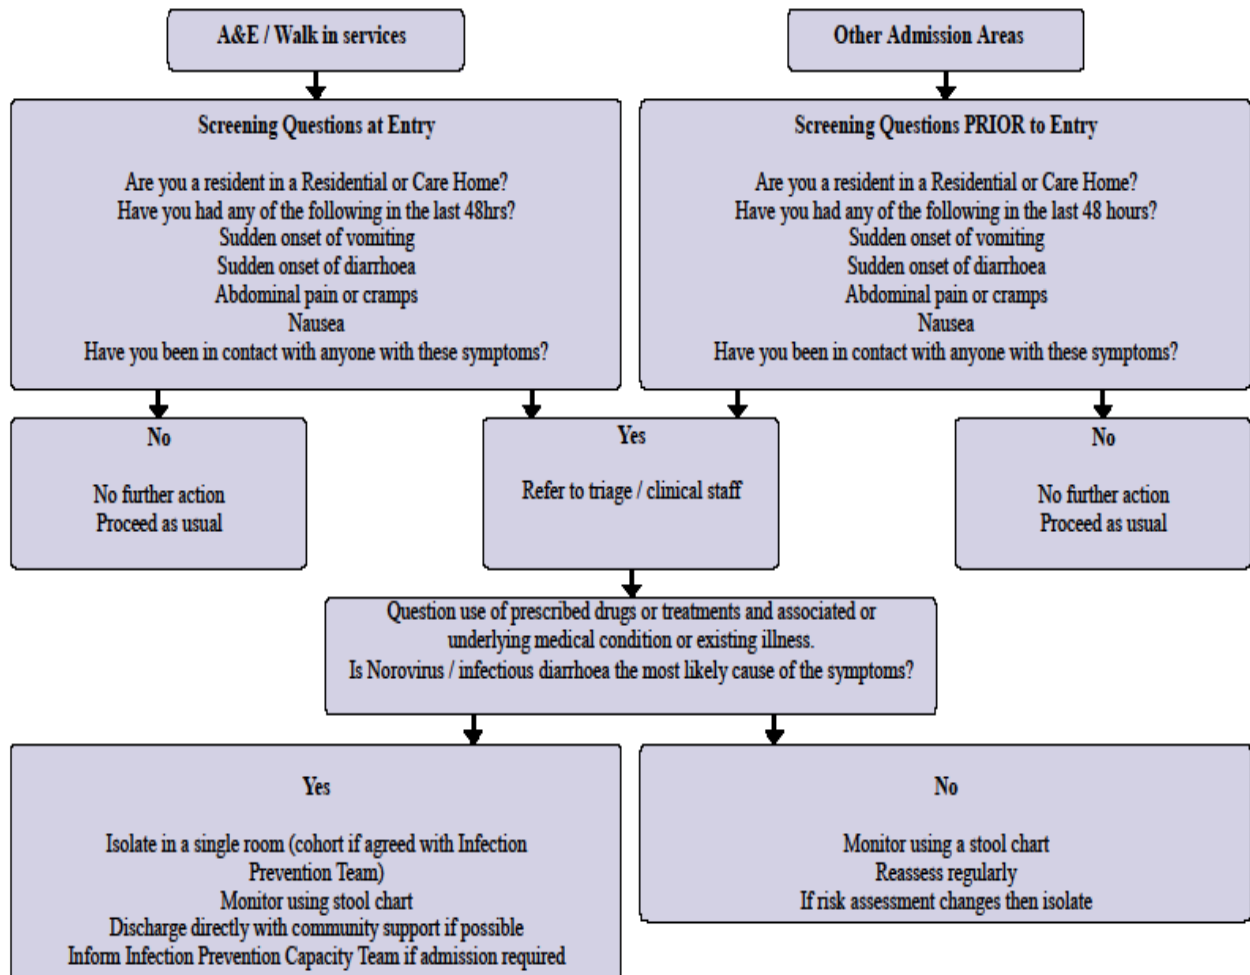 A&E / Walk in services
Other Admission Areas
Screening Questions at Entry
Are you a resident in a Residential or Care Home?
Have you had any of the following in the last 48hrs?
Sudden onset of vomiting
Sudden onset of diarrhoea
Abdominal pain or cramps
Nausea
Have you been in contact with anyone with these symptoms?
Screening Questions PRIOR to Entry
Are you a resident in a Residential or Care Home?
Have you had any of the following in the last 48 hours?
Sudden onset of vomiting
Sudden onset of diarrhoea
Abdominal pain or cramps
Nausea
Have you been in contact with anyone with these symptoms?
No
No further action
Proceed as usual
Yes
Refer to triage / clinical staff
No
No further action
Proceed as usual
Question use of prescribed drugs or treatments and associated or
underlying medical condition or existing illness.
Is Norovirus / infectious diarrhoea the most likely cause of the symptoms?
Yes
Isolate in a single room (cohort if agreed with Infection
Prevention Team)
Monitor using stool chart
Discharge directly with community support if possible
Inform Infection Prevention Capacity Team if admission required
No
Monitor using a stool chart
Reassess regularly
If risk assessment changes then isolate